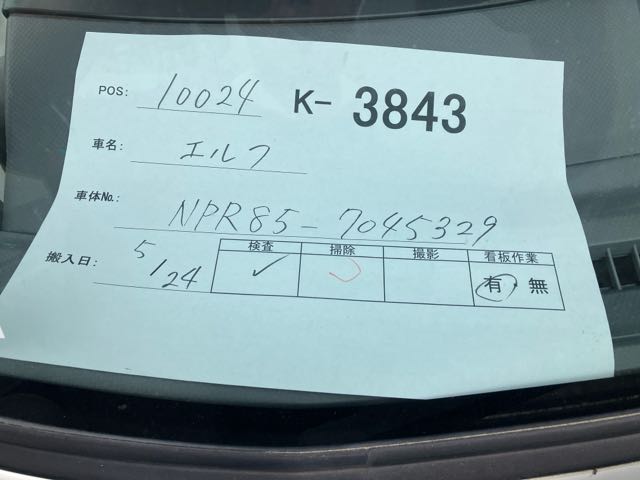 POS: 10024 K- 3843
車名: エルフ
車体No. NPR85-7045329
搬入日: 5/24
検査 掃除 撮影 看板作業
✓ ✓ 有 無